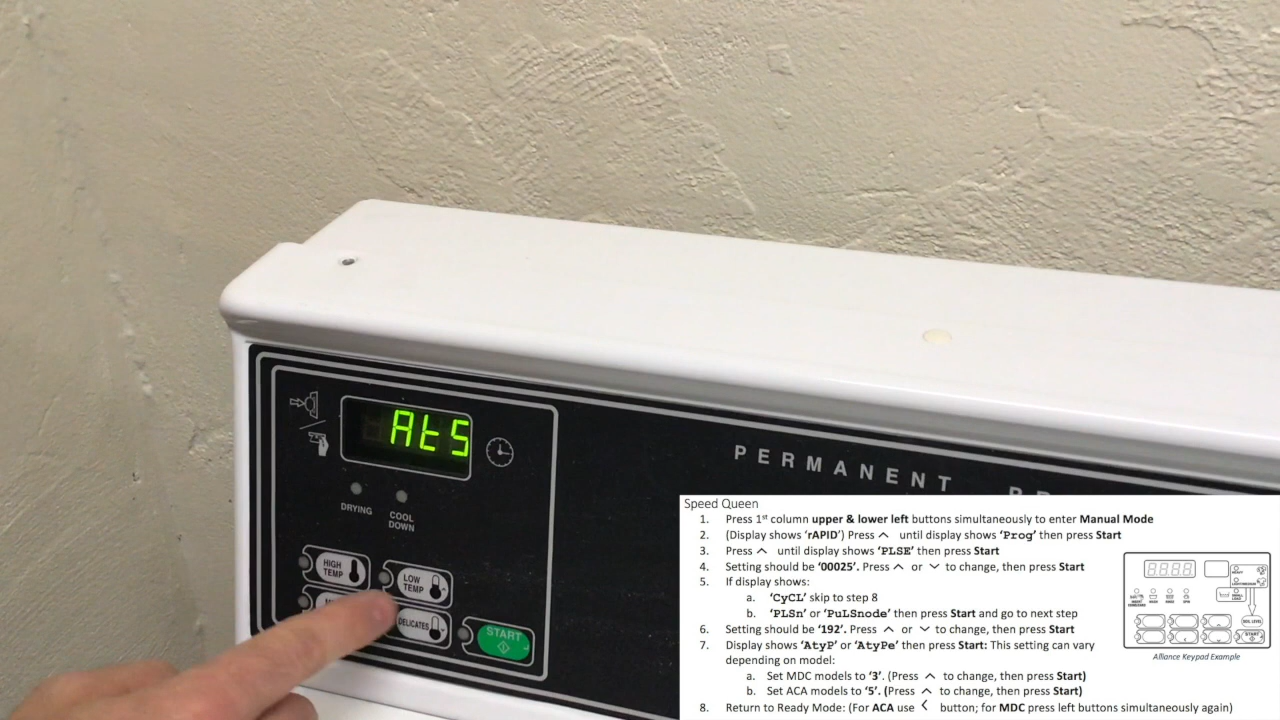 AtS
DRYING
COOL
DOWN
HIGH
TEMP
LOW
TEMP
DELICATES
START
PERMANENT
Speed Queen
1. Press 1st column upper & lower left buttons simultaneously to enter Manual Mode
2. (Display shows 'rAPID') Press ^ until display shows 'Prog' then press Start
3. Press ^ until display shows 'PLSE' then press Start
4. Setting should be '00025'. Press ^ or ⌵ to change, then press Start
5. If display shows:
a. 'CyCL' skip to step 8
b. 'PLSn' or 'PuLSnode' then press Start and go to next step
6. Setting should be '192'. Press ^ or ⌵ to change, then press Start
7. Display shows 'AtyP' or 'AtyPe' then press Start: This setting can vary
depending on model:
a. Set MDC models to '3'. (Press ^ to change, then press Start)
b. Set ACA models to '5'. (Press ^ to change, then press Start)
8. Return to Ready Mode: (For ACA use < button; for MDC press left buttons simultaneously again)
SOIL LEVEL
START
Alliance Keypad Example